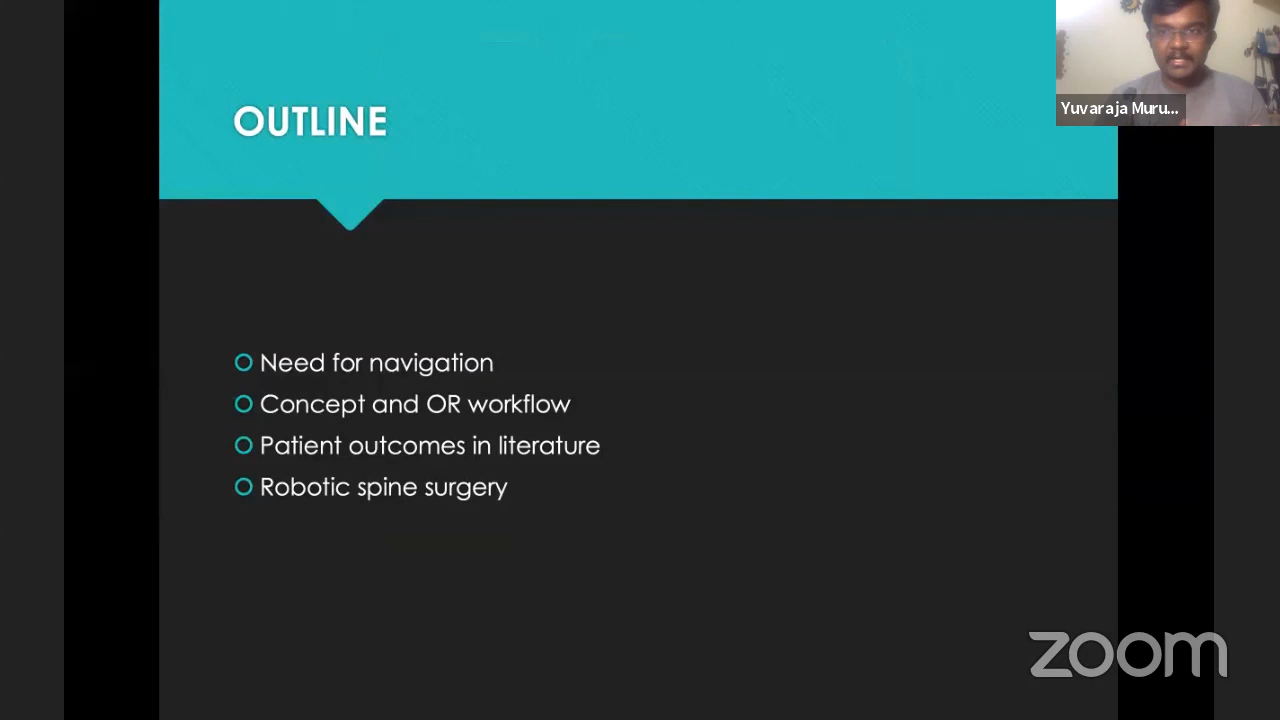 OUTLINE
Yuvaraja Muru...
Need for navigation
Concept and OR workflow
Patient outcomes in literature
Robotic spine surgery
zoom